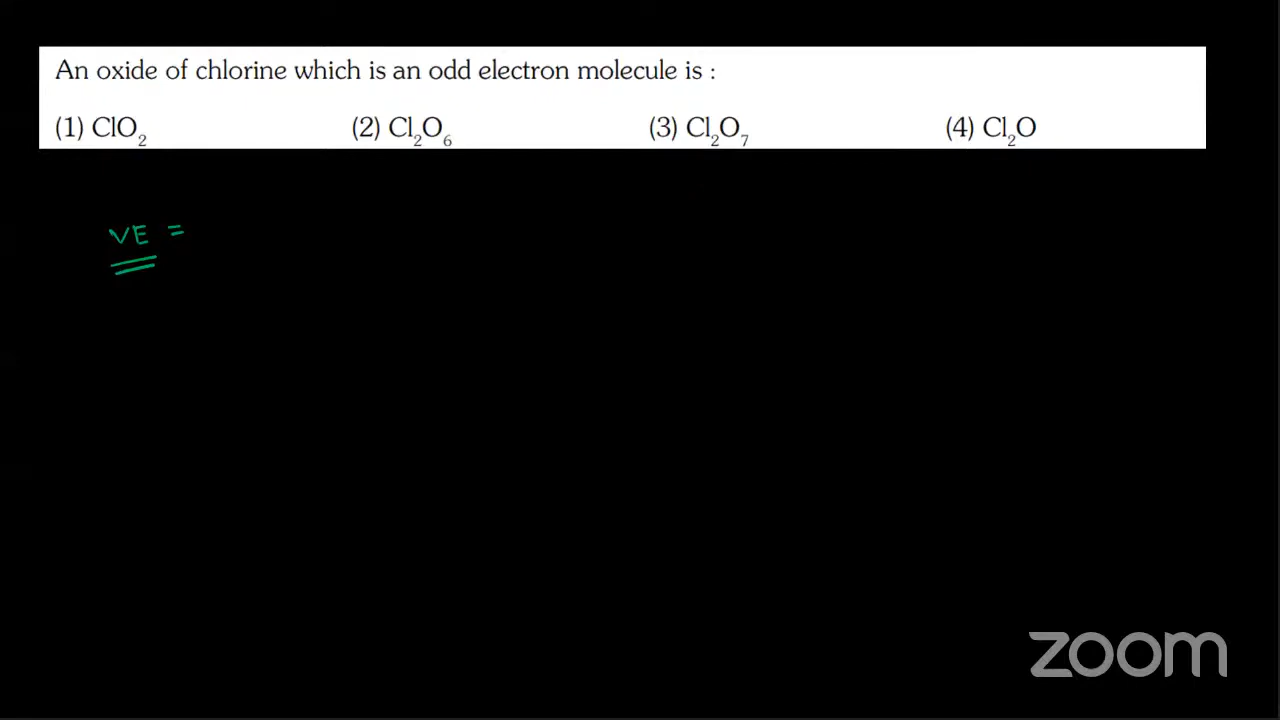 An oxide of chlorine which is an odd electron molecule is :
(1) ClO₂ (2) Cl₂O₆ (3) Cl₂O₇ (4) Cl₂O
VE =
zoom